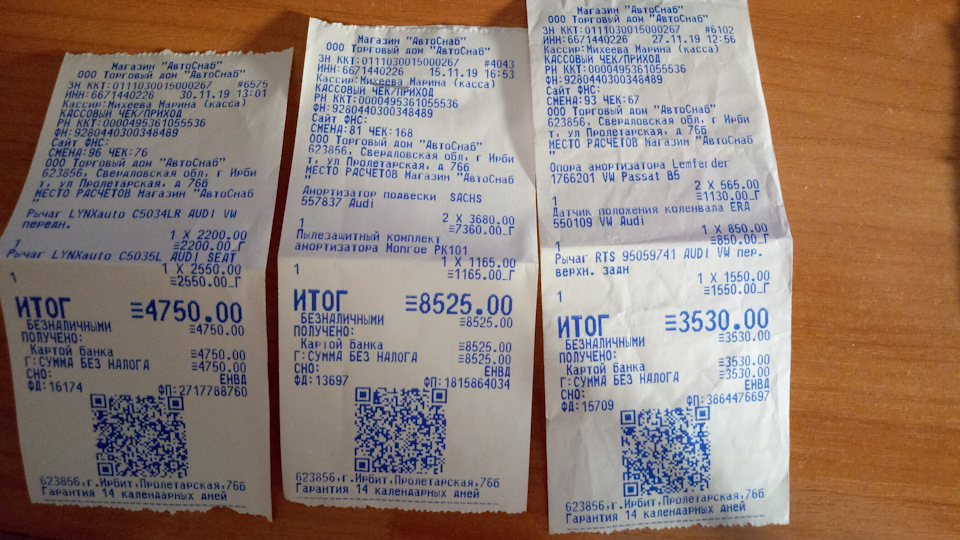 Магазин "АвтоСнаб"
ООО Торговый дом "АвтоСнаб"
ЗН ККТ:0111030015000267 #6575
ИНН:6671440226 30.11.19 13:01
Кассир:Михеева Марина (касса)
КАССОВЫЙ ЧЕК/ПРИХОД
РН ККТ:0000495361055536
ФН:9280440300348489
Сайт ФНС:
СМЕНА:96 ЧЕК:76
ООО Торговый дом "АвтоСнаб"
623856, Свердловская обл, г Ирби
т, ул Пролетарская, д 76б
МЕСТО РАСЧЕТОВ Магазин "АвтоСнаб
"
Рычаг LYNXauto C5034LR AUDI VW
передн.
1 X 2200.00
1 ≡2200.00_Г
Рычаг LYNXauto C5035L AUDI SEAT
1 X 2550.00
1 ≡2550.00_Г
ИТОГ ≡4750.00
БЕЗНАЛИЧНЫМИ ≡4750.00
ПОЛУЧЕНО:
Картой банка ≡4750.00
Г:СУММА БЕЗ НАЛОГА ≡4750.00
СНО: ЕНВД
ФД:16174 ФП:2717788760
623856,г.Ирбит,Пролетарская,76б
Гарантия 14 календарных дней
Магазин "АвтоСнаб"
ООО Торговый дом "АвтоСнаб"
ЗН ККТ:0111030015000267 #4043
ИНН:6671440226 15.11.19 16:53
Кассир:Михеева Марина (касса)
КАССОВЫЙ ЧЕК/ПРИХОД
РН ККТ:0000495361055536
ФН:9280440300348489
Сайт ФНС:
СМЕНА:81 ЧЕК:168
ООО Торговый дом "АвтоСнаб"
623856, Свердловская обл, г Ирби
т, ул Пролетарская, д 76б
МЕСТО РАСЧЕТОВ Магазин "АвтоСнаб
"
Амортизатор подвески SACHS
557837 Audi
2 X 3680.00
1 ≡7360.00_Г
Пылезащитный комплект
амортизатора Monroe PK101
1 X 1165.00
1 ≡1165.00_Г
ИТОГ ≡8525.00
БЕЗНАЛИЧНЫМИ ≡8525.00
ПОЛУЧЕНО:
Картой банка ≡8525.00
Г:СУММА БЕЗ НАЛОГА ≡8525.00
СНО: ЕНВД
ФД:13697 ФП:1815864034
623856,г.Ирбит,Пролетарская,76б
Гарантия 14 календарных дней
Магазин "АвтоСнаб"
ООО Торговый дом "АвтоСнаб"
ЗН ККТ:0111030015000267 #6102
ИНН:6671440226 27.11.19 12:56
Кассир:Михеева Марина (касса)
КАССОВЫЙ ЧЕК/ПРИХОД
РН ККТ:0000495361055536
ФН:9280440300348489
Сайт ФНС:
СМЕНА:93 ЧЕК:67
ООО Торговый дом "АвтоСнаб"
623856, Свердловская обл, г Ирби
т, ул Пролетарская, д 76б
МЕСТО РАСЧЕТОВ Магазин "АвтоСнаб
"
Опора амортизатора Lemferder
1766201 VW Passat B5
2 X 565.00
1 ≡1130.00_Г
Датчик положения коленвала ERA
550109 VW Audi
1 X 850.00
1 ≡850.00_Г
Рычаг RTS 95059741 AUDI VW пер.
верхн. задн
1 X 1550.00
1 ≡1550.00_Г
ИТОГ ≡3530.00
БЕЗНАЛИЧНЫМИ ≡3530.00
ПОЛУЧЕНО:
Картой банка ≡3530.00
Г:СУММА БЕЗ НАЛОГА ≡3530.00
СНО: ЕНВД
ФД:15709 ФП:3864476697
623856,г.Ирбит,Пролетарская,76б
Гарантия 14 календарных дней